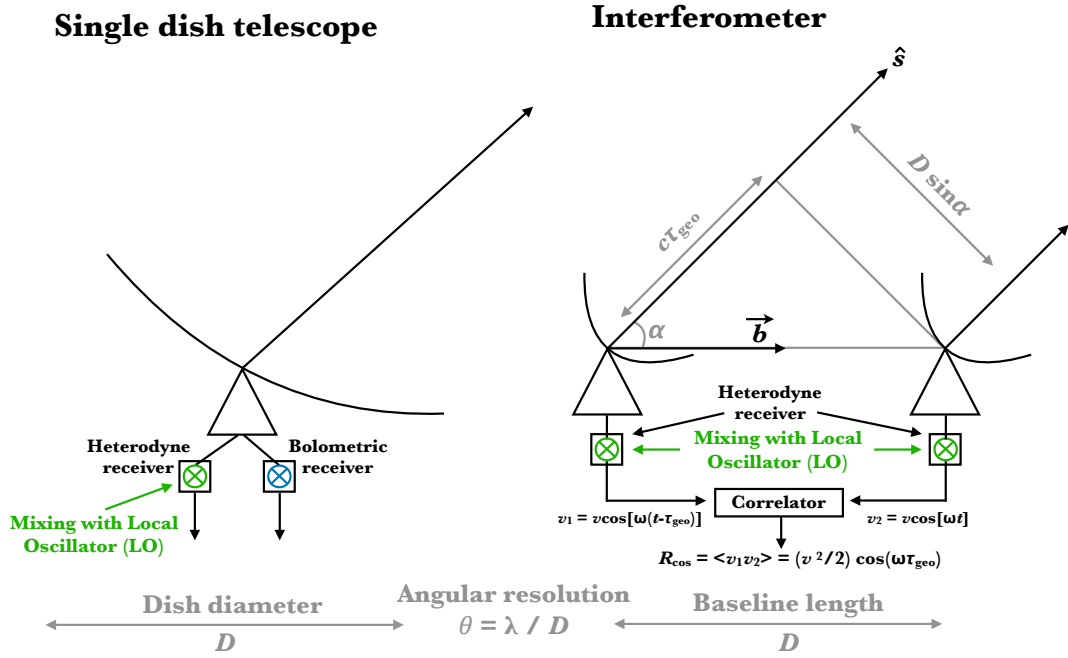 Single dish telescope
Interferometer
ŝ
D sinα
cτgeo
α
b⃗
Heterodyne
receiver
Bolometric
receiver
Mixing with Local
Oscillator (LO)
Heterodyne
receiver
Mixing with Local
Oscillator (LO)
Correlator
v₁ = vcos[ω(t-τgeo)]
v₂ = vcos[ωt]
Rcos = <v₁v₂> = (v ²/2) cos(ωτgeo)
Dish diameter
D
Angular resolution
θ = λ / D
Baseline length
D